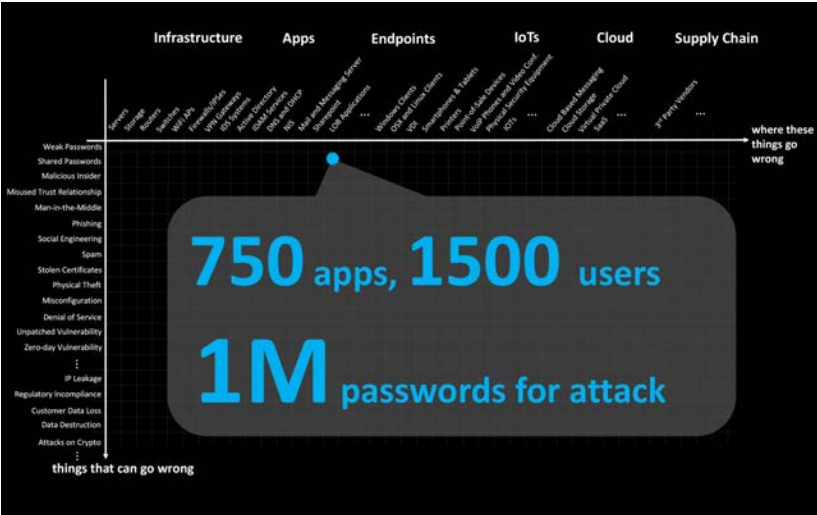 Infrastructure Apps Endpoints IoTs Cloud Supply Chain
Servers
Storage
Routers
Switches
WiFi APs
Firewalls/IPSes
VPN Gateways
IDS Systems
Active Directory
IDAM Services
DNS and DHCP
NIS
Mail and Messaging Server
Sharepoint
LOB Applications
...
Windows Clients
OSX and Linux Clients
VDI
Smartphones & Tablets
Printers
Point-of-Sale Devices
VoIP Phones and Video Conf.
Physical Security Equipment
IOTs
...
Cloud Based Messaging
Cloud Storage
Virtual Private Cloud
SaaS
...
3rd Party Vendors
...
where these
things go
wrong
Weak Passwords
Shared Passwords
Malicious Insider
Misused Trust Relationship
Man-in-the-Middle
Phishing
Social Engineering
Spam
Stolen Certificates
Physical Theft
Misconfiguration
Denial of Service
Unpatched Vulnerability
Zero-day Vulnerability
⋮
IP Leakage
Regulatory Incompliance
Customer Data Loss
Data Destruction
Attacks on Crypto
⋮
things that can go wrong
750 apps, 1500 users
1M passwords for attack